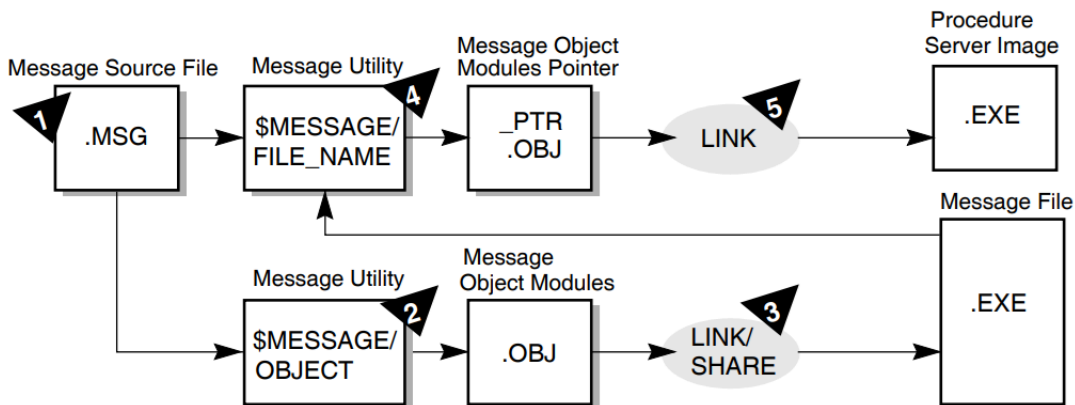 Message Source File
1
.MSG
Message Utility
4
$MESSAGE/
FILE_NAME
Message Object
Modules Pointer
_PTR
.OBJ
5
LINK
Procedure
Server Image
.EXE
Message Utility
2
$MESSAGE/
OBJECT
Message
Object Modules
.OBJ
3
LINK/
SHARE
Message File
.EXE